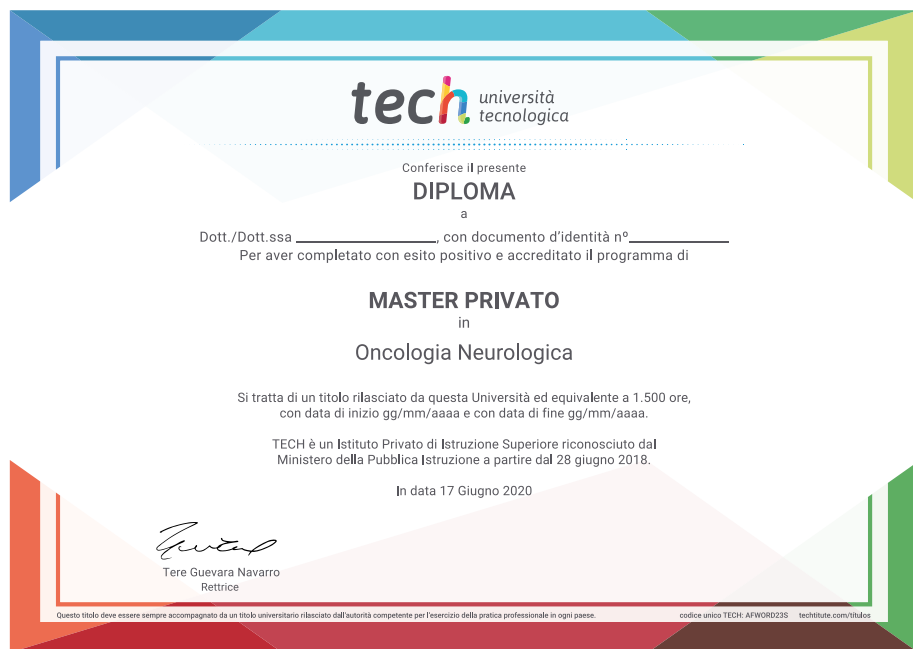 tech università
tecnologica
Conferisce il presente
DIPLOMA
a
Dott./Dott.ssa ________________, con documento d'identità nº____________
Per aver completato con esito positivo e accreditato il programma di
MASTER PRIVATO
in
Oncologia Neurologica
Si tratta di un titolo rilasciato da questa Università ed equivalente a 1.500 ore,
con data di inizio gg/mm/aaaa e con data di fine gg/mm/aaaa.
TECH è un Istituto Privato di Istruzione Superiore riconosciuto dal
Ministero della Pubblica Istruzione a partire dal 28 giugno 2018.
In data 17 Giugno 2020
Tere Guevara Navarro
Rettrice
Questo titolo deve essere sempre accompagnato da un titolo universitario rilasciato dall'autorità competente per l'esercizio della pratica professionale in ogni paese. codice unico TECH: AFWORD23S techtitute.com/titulos